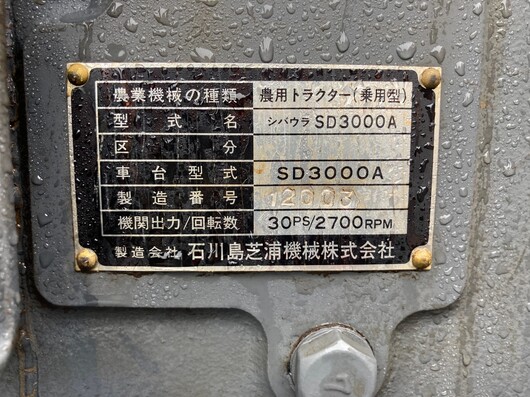 農業機械の種類 農用トラクター(乗用型)
型式名 シバウラ SD3000A
区分
車台型式 SD3000A
製造番号 12003
機関出力/回転数 30PS/2700RPM
製造会社 石川島芝浦機械株式会社